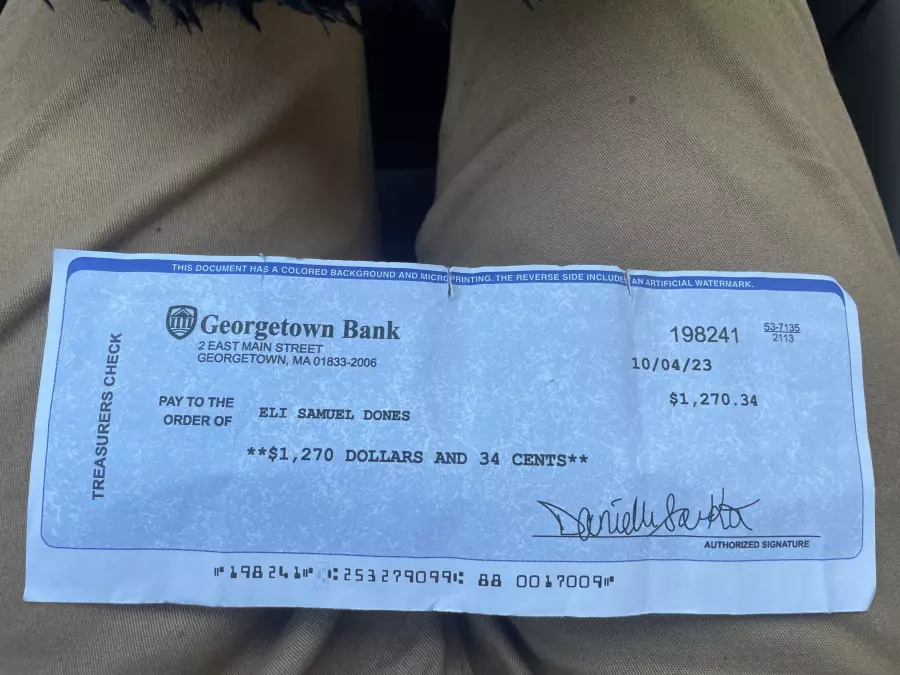 THIS DOCUMENT HAS A COLORED BACKGROUND AND MICROPRINTING. THE REVERSE SIDE INCLUDES AN ARTIFICIAL WATERMARK.
TREASURERS CHECK
Georgetown Bank
2 EAST MAIN STREET
GEORGETOWN, MA 01833-2006
198241
53-7135
2113
10/04/23
$1,270.34
PAY TO THE
ORDER OF
ELI SAMUEL DONES
**$1,270 DOLLARS AND 34 CENTS**
AUTHORIZED SIGNATURE
⑈198241⑈ ⑆253279099⑆ 88 0017009⑈